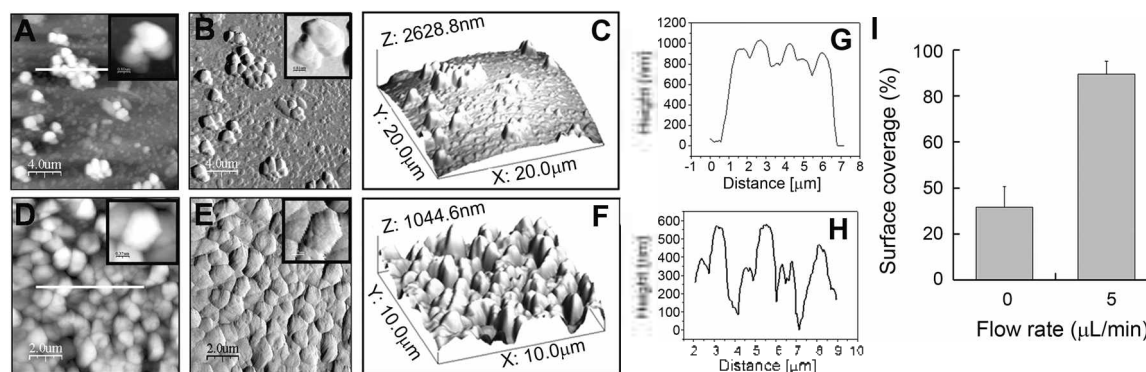 A
4.0um
B
4.0um
Z: 2628.8nm
C
Y: 20.0µm
X: 20.0µm
D
2.0um
E
2.0um
Z: 1044.6nm
F
Y: 10.0µm
X: 10.0µm
G
1200
1000
800
600
400
200
0
-1 0 1 2 3 4 5 6 7 8
Distance [µm]
H
700
600
500
400
300
200
100
0
2 3 4 5 6 7 8 9 10
Distance [µm]
I
Surface coverage (%)
100
80
60
40
20
0
0 5
Flow rate (µL/min)